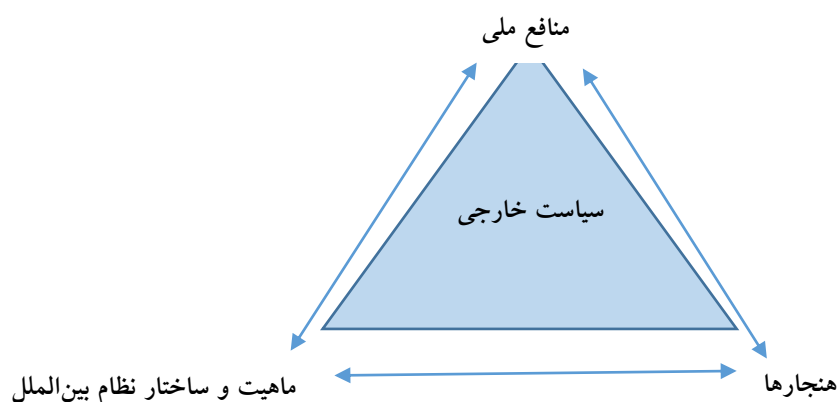 منافع ملی
سیاست خارجی
هنجارها
ماهیت و ساختار نظام بین‌الملل